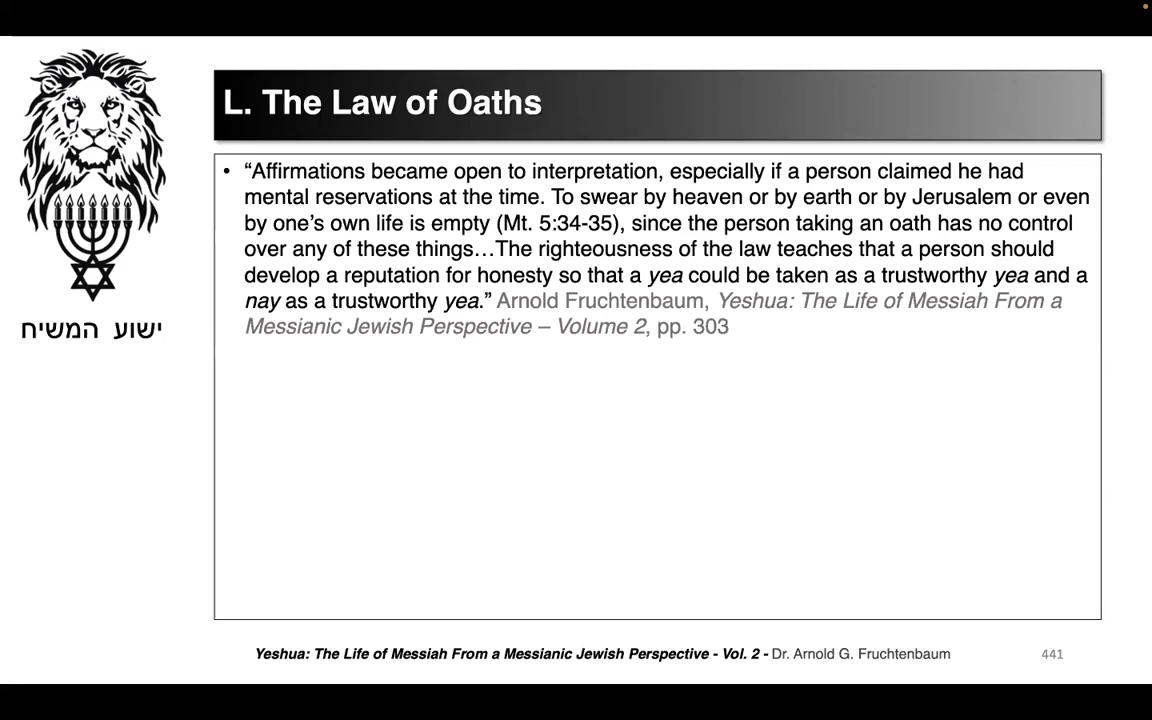 L. The Law of Oaths
• “Affirmations became open to interpretation, especially if a person claimed he had
mental reservations at the time. To swear by heaven or by earth or by Jerusalem or even
by one’s own life is empty (Mt. 5:34-35), since the person taking an oath has no control
over any of these things…The righteousness of the law teaches that a person should
develop a reputation for honesty so that a yea could be taken as a trustworthy yea and a
nay as a trustworthy yea.” Arnold Fruchtenbaum, Yeshua: The Life of Messiah From a
Messianic Jewish Perspective – Volume 2, pp. 303
ישוע המשיח
Yeshua: The Life of Messiah From a Messianic Jewish Perspective - Vol. 2 - Dr. Arnold G. Fruchtenbaum
441